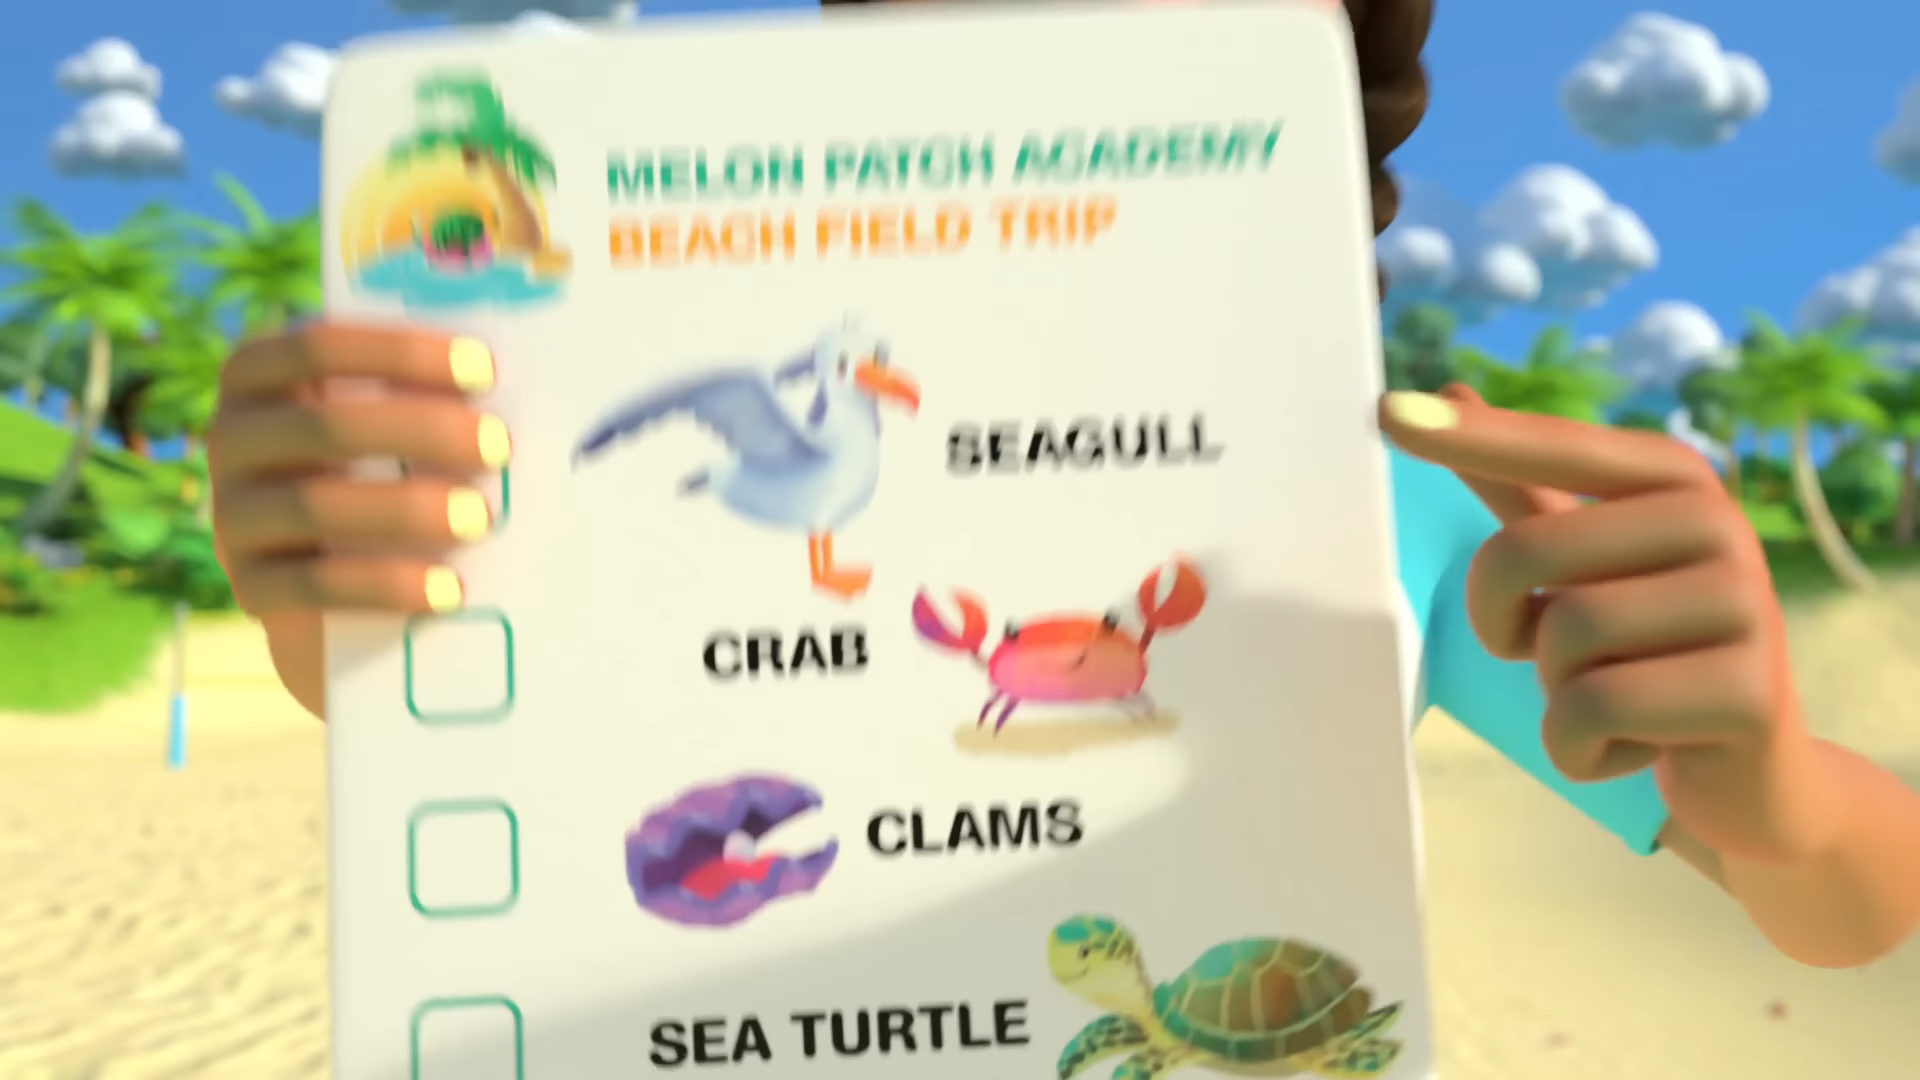 MELON PATCH ACADEMY
BEACH FIELD TRIP
SEAGULL
CRAB
CLAMS
SEA TURTLE